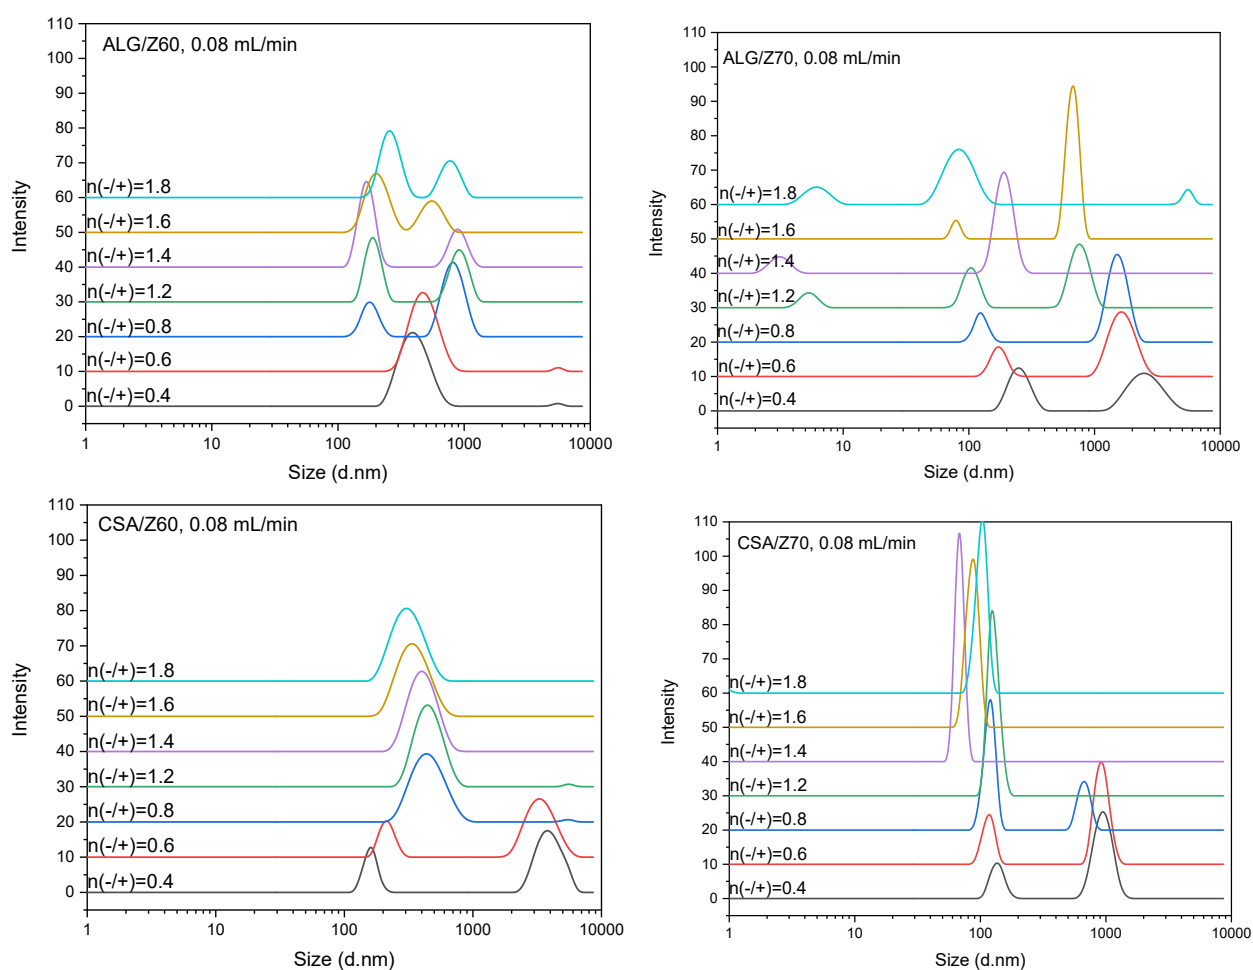 110
ALG/Z60, 0.08 mL/min
100
90
80
70
60
50
40
30
20
10
0
n(-/+)=1.8
n(-/+)=1.6
n(-/+)=1.4
n(-/+)=1.2
n(-/+)=0.8
n(-/+)=0.6
n(-/+)=0.4
Intensity
1 10 100 1000 10000
Size (d.nm)
110
ALG/Z70, 0.08 mL/min
100
90
80
70
60
50
40
30
20
10
0
n(-/+)=1.8
n(-/+)=1.6
n(-/+)=1.4
n(-/+)=1.2
n(-/+)=0.8
n(-/+)=0.6
n(-/+)=0.4
Intensity
1 10 100 1000 10000
Size (d.nm)
110
CSA/Z60, 0.08 mL/min
100
90
80
70
60
50
40
30
20
10
0
n(-/+)=1.8
n(-/+)=1.6
n(-/+)=1.4
n(-/+)=1.2
n(-/+)=0.8
n(-/+)=0.6
n(-/+)=0.4
Intensity
1 10 100 1000 10000
Size (d.nm)
110
CSA/Z70, 0.08 mL/min
100
90
80
70
60
50
40
30
20
10
0
n(-/+)=1.8
n(-/+)=1.6
n(-/+)=1.4
n(-/+)=1.2
n(-/+)=0.8
n(-/+)=0.6
n(-/+)=0.4
Intensity
1 10 100 1000 10000
Size (d.nm)